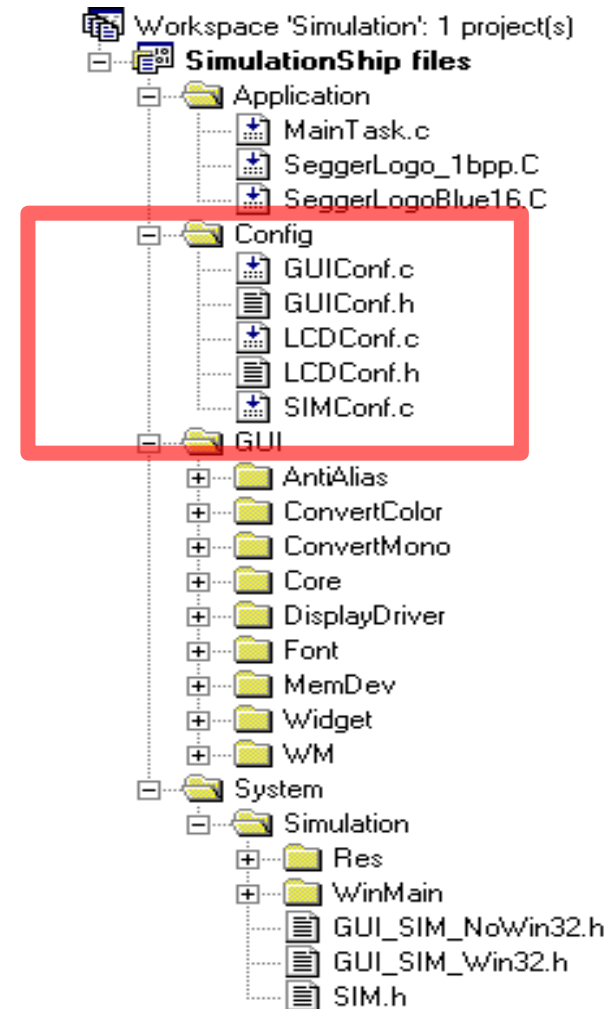 Workspace 'Simulation': 1 project(s)
SimulationShip files
Application
MainTask.c
SeggerLogo_1bpp.C
SeggerLogoBlue16.C
Config
GUIConf.c
GUIConf.h
LCDConf.c
LCDConf.h
SIMConf.c
GUI
AntiAlias
ConvertColor
ConvertMono
Core
DisplayDriver
Font
MemDev
Widget
WM
System
Simulation
Res
WinMain
GUI_SIM_NoWin32.h
GUI_SIM_Win32.h
SIM.h